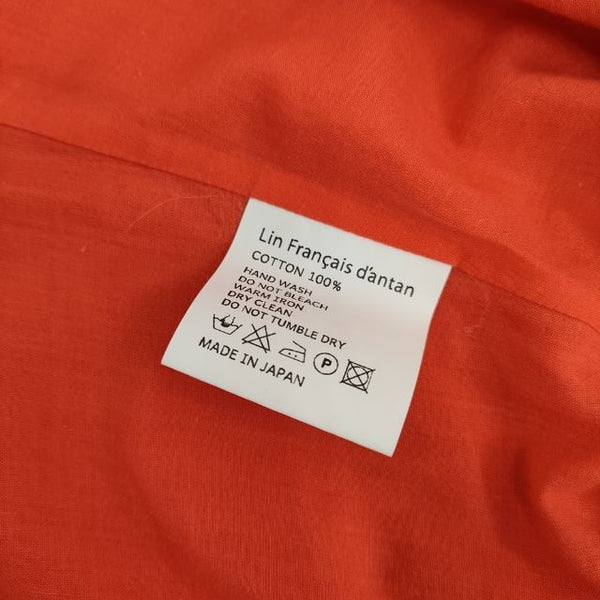 Lin Français d'antan
COTTON 100%
HAND WASH
DO NOT BLEACH
WARM IRON
DRY CLEAN
DO NOT TUMBLE DRY
P
MADE IN JAPAN